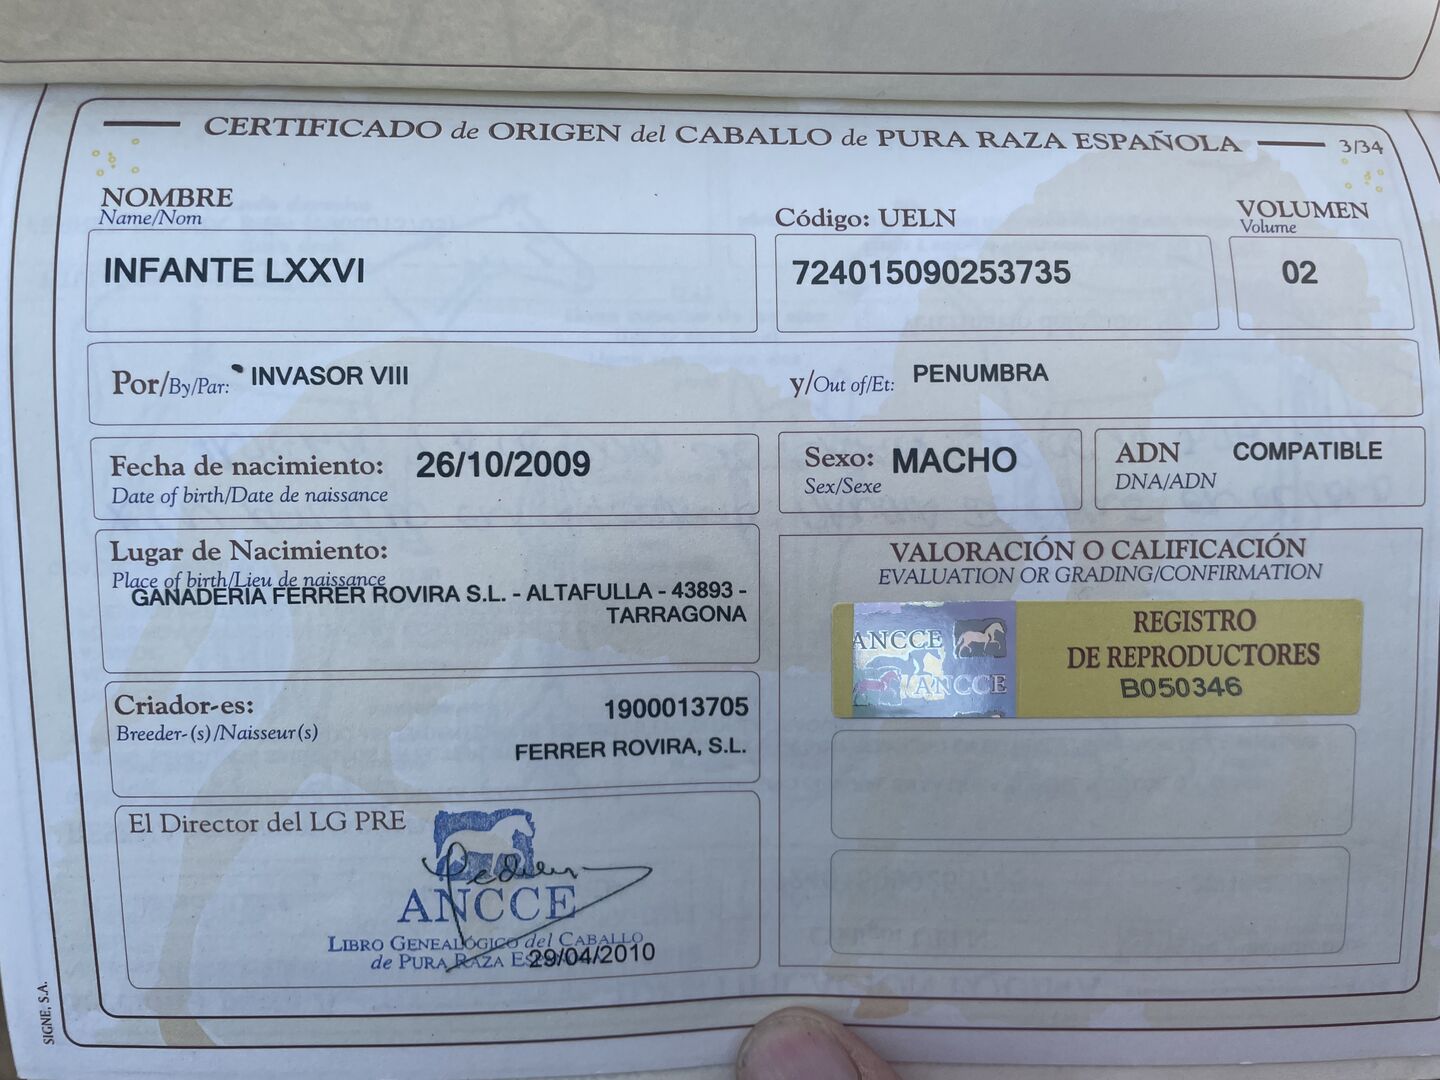 CERTIFICADO de ORIGEN del CABALLO de PURA RAZA ESPAÑOLA
3/34
NOMBRE
Name/Nom
INFANTE LXXVI
Código: UELN
724015090253735
VOLUMEN
Volume
02
Por/By/Par: INVASOR VIII
y/Out of/Et: PENUMBRA
Fecha de nacimiento: 26/10/2009
Date of birth/Date de naissance
Sexo: MACHO
Sex/Sexe
ADN COMPATIBLE
DNA/ADN
Lugar de Nacimiento:
Place of birth/Lieu de naissance
GANADERIA FERRER ROVIRA S.L. - ALTAFULLA - 43893 -
TARRAGONA
Criador-es: 1900013705
Breeder-(s)/Naisseur(s)
FERRER ROVIRA, S.L.
VALORACIÓN O CALIFICACIÓN
EVALUATION OR GRADING/CONFIRMATION
ANCCE
ANCCE
REGISTRO
DE REPRODUCTORES
B050346
El Director del LG PRE
ANCCE
LIBRO GENEALÓGICO del CABALLO
de PURA RAZA ESPAÑOLA
29/04/2010
SIGNE, S.A.